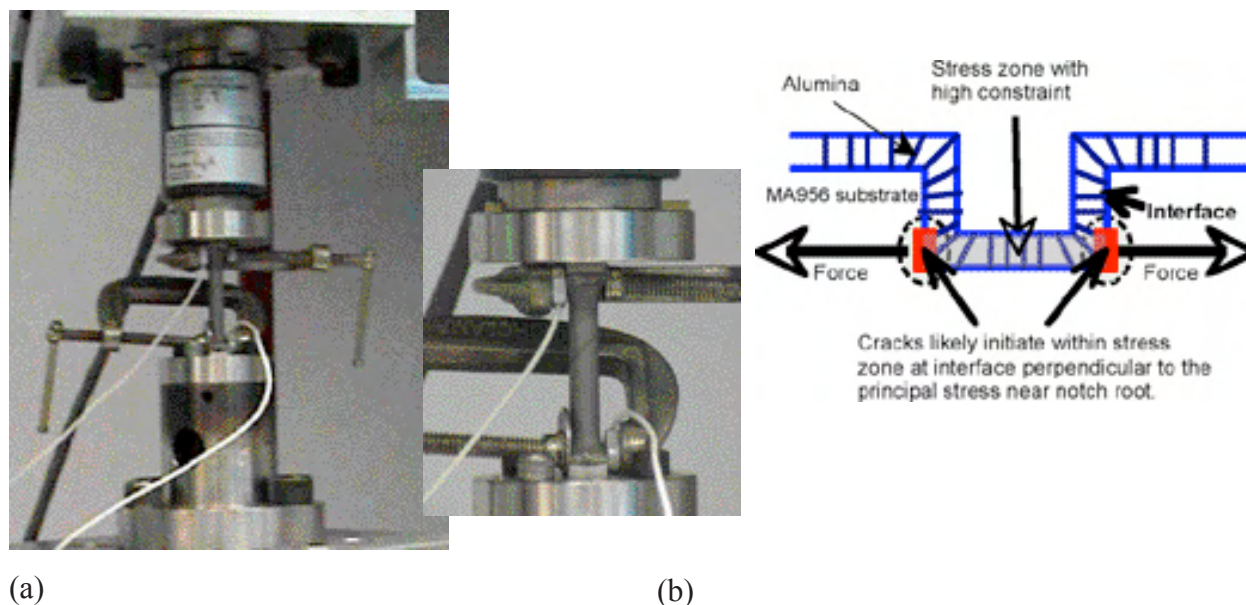 Stress zone with
high constraint
Alumina
MA956 substrate
Interface
Force
Force
Cracks likely initiate within stress
zone at interface perpendicular to the
principal stress near notch root.
(a)
(b)